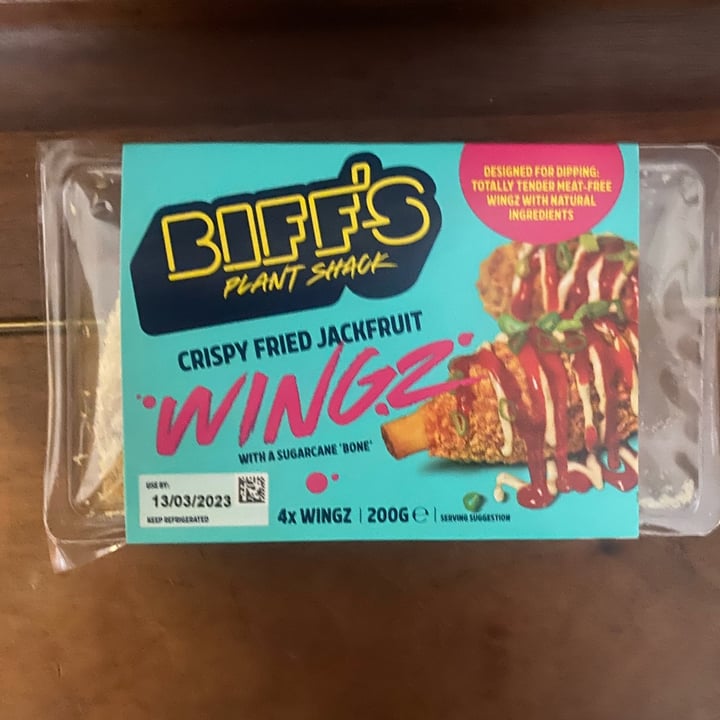 BIFF'S
PLANT SHACK
DESIGNED FOR DIPPING:
TOTALLY TENDER MEAT-FREE
WINGZ WITH NATURAL
INGREDIENTS
CRISPY FRIED JACKFRUIT
WINGZ
WITH A SUGARCANE 'BONE'
USE BY:
13/03/2023
KEEP REFRIGERATED
4x WINGZ | 200G ℮ | SERVING SUGGESTION